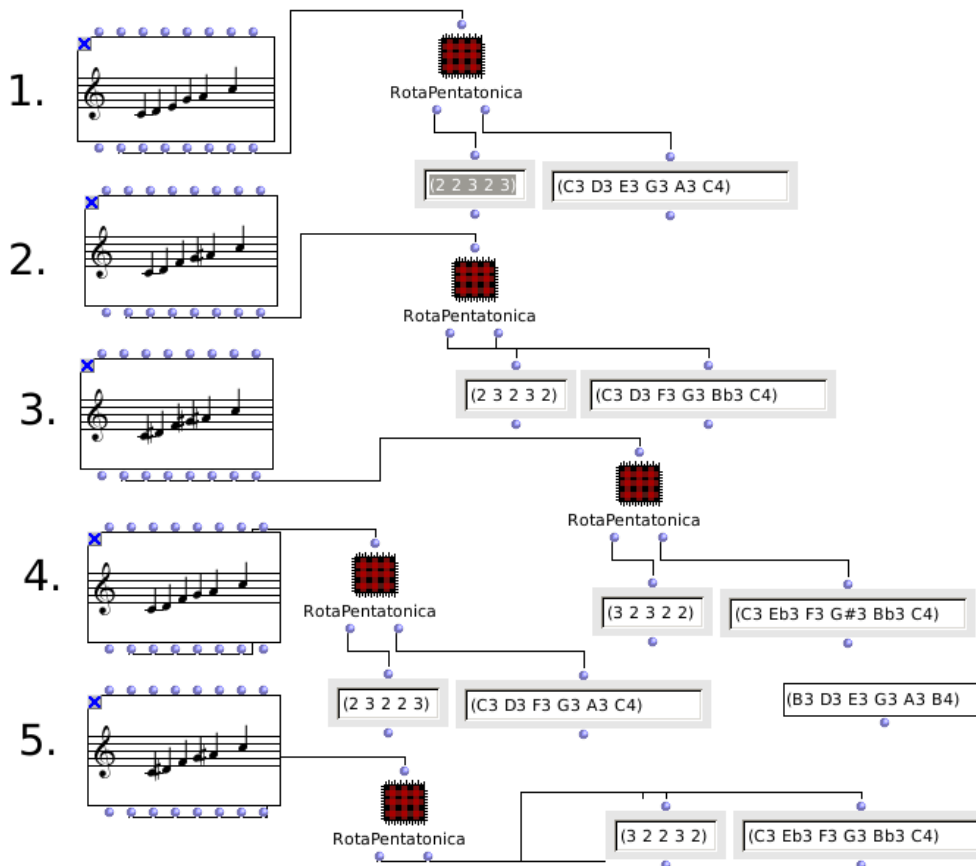 1.
RotaPentatonica
(2 2 3 2 3)
(C3 D3 E3 G3 A3 C4)
2.
RotaPentatonica
(2 3 2 3 2)
(C3 D3 F3 G3 Bb3 C4)
3.
RotaPentatonica
(3 2 3 2 2)
(C3 Eb3 F3 G#3 Bb3 C4)
4.
RotaPentatonica
(2 3 2 2 3)
(C3 D3 F3 G3 A3 C4)
(B3 D3 E3 G3 A3 B4)
5.
RotaPentatonica
(3 2 2 3 2)
(C3 Eb3 F3 G3 Bb3 C4)